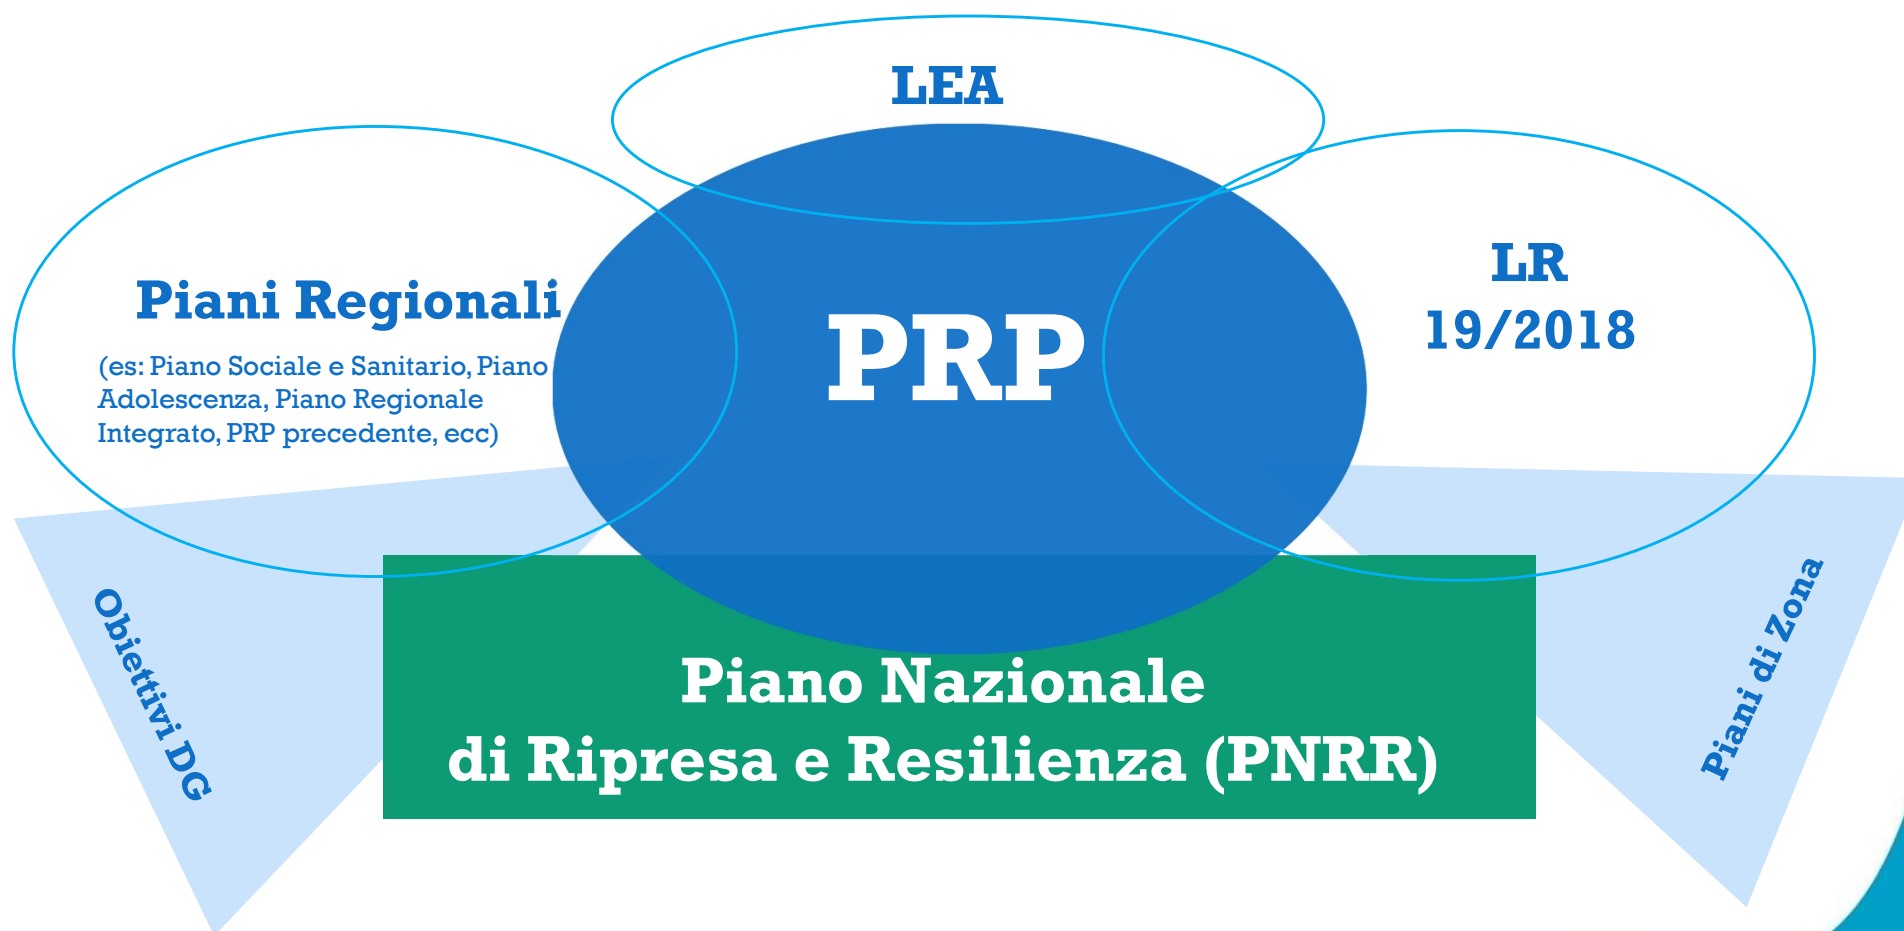 LEA
Piani Regionali
(es: Piano Sociale e Sanitario, Piano
Adolescenza, Piano Regionale
Integrato, PRP precedente, ecc)
PRP
LR
19/2018
Obiettivi DG
Piano Nazionale
di Ripresa e Resilienza (PNRR)
Piani di Zona